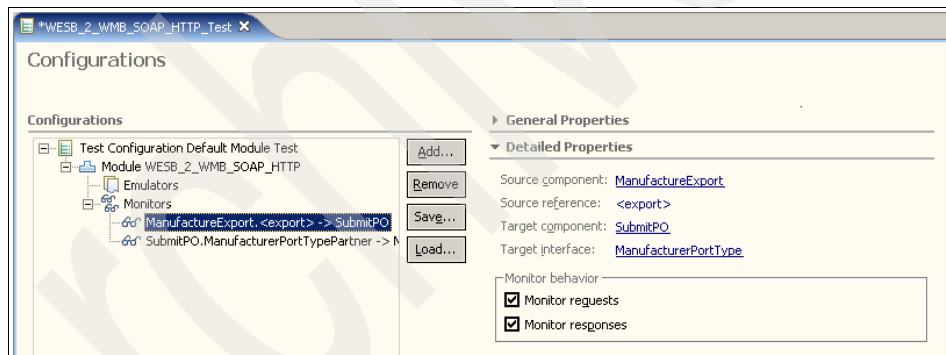 *WESB_2_WMB_SOAP_HTTP_Test
Configurations
Configurations
Test Configuration Default Module Test
Module WESB_2_WMB_SOAP_HTTP
Emulators
Monitors
ManufactureExport.<export> -> SubmitPO
SubmitPO.ManufacturerPortTypePartner -> M
Add...
Remove
Save...
Load...
General Properties
Detailed Properties
Source component: ManufactureExport
Source reference: <export>
Target component: SubmitPO
Target interface: ManufacturerPortType
Monitor behavior
Monitor requests
Monitor responses